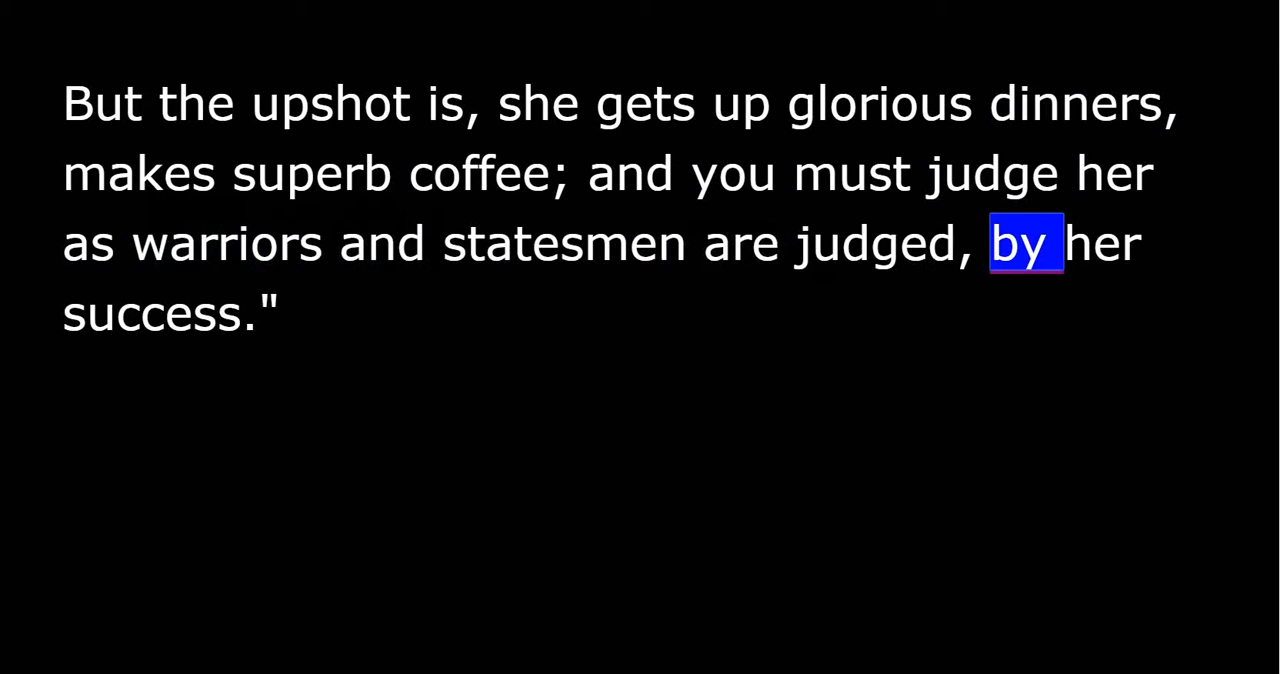 But the upshot is, she gets up glorious dinners,
makes superb coffee; and you must judge her
as warriors and statesmen are judged, by her
success."